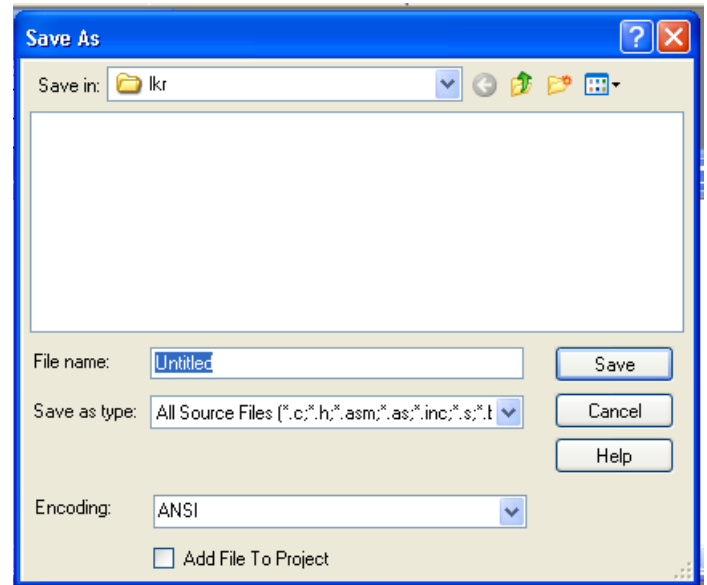 Save As
Save in: lkr
File name: Untitled
Save
Save as type: All Source Files (*.c;*.h;*.asm;*.as;*.inc;*.s;*.t
Cancel
Help
Encoding: ANSI
Add File To Project